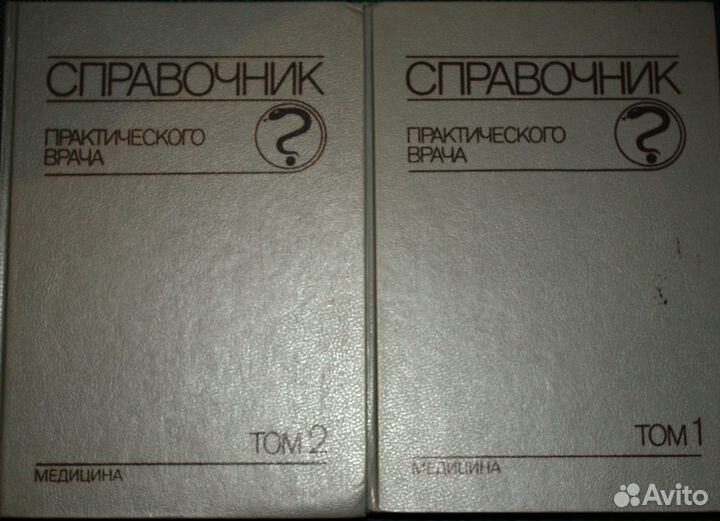 СПРАВОЧНИК
ПРАКТИЧЕСКОГО
ВРАЧА
?
ТОМ 2
МЕДИЦИНА
СПРАВОЧНИК
ПРАКТИЧЕСКОГО
ВРАЧА
?
ТОМ 1
МЕДИЦИНА
Avito